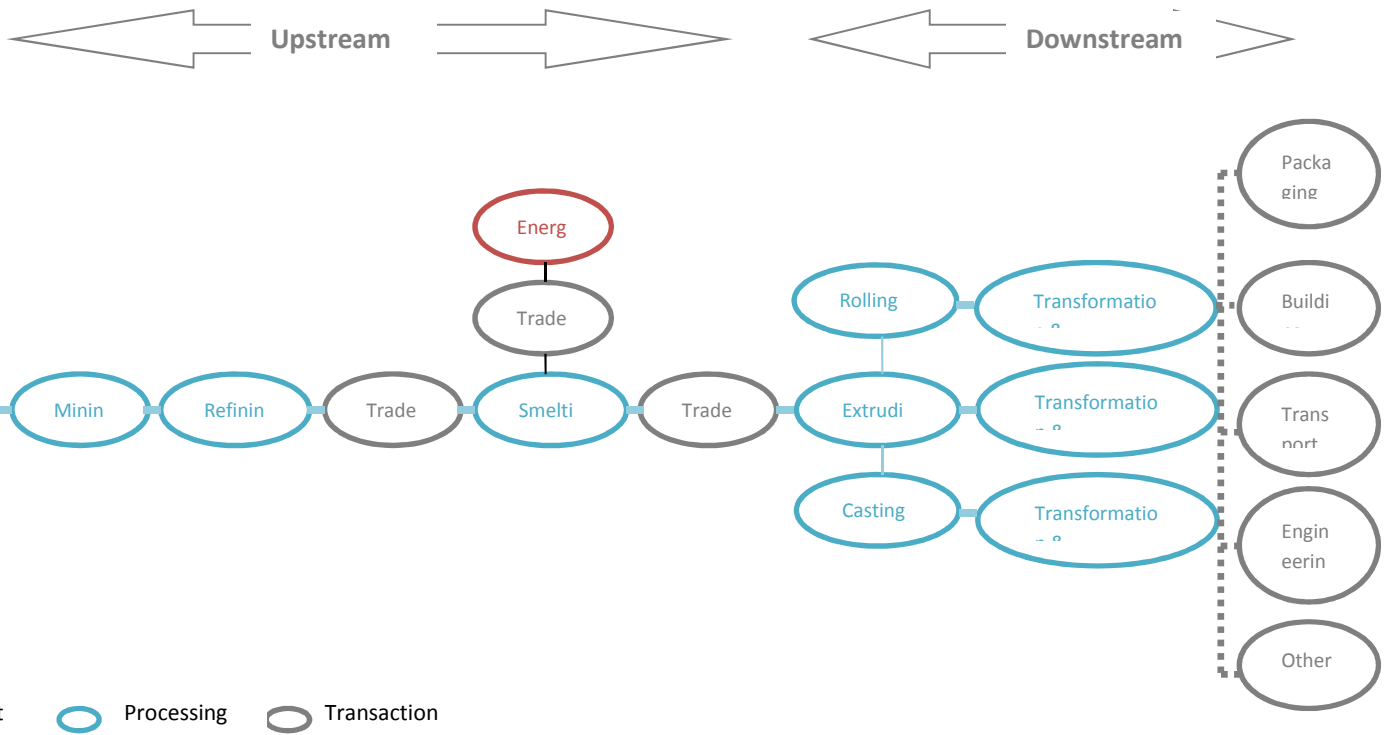 Upstream
Downstream
Packa
ging
Energ
Rolling
Transformatio
Buildi
Trade
Minin
Refinin
Trade
Smelti
Trade
Extrudi
Transformatio
n &
Trans
port
Casting
Transformatio
n &
Engin
eerin
Other
t
Processing
Transaction